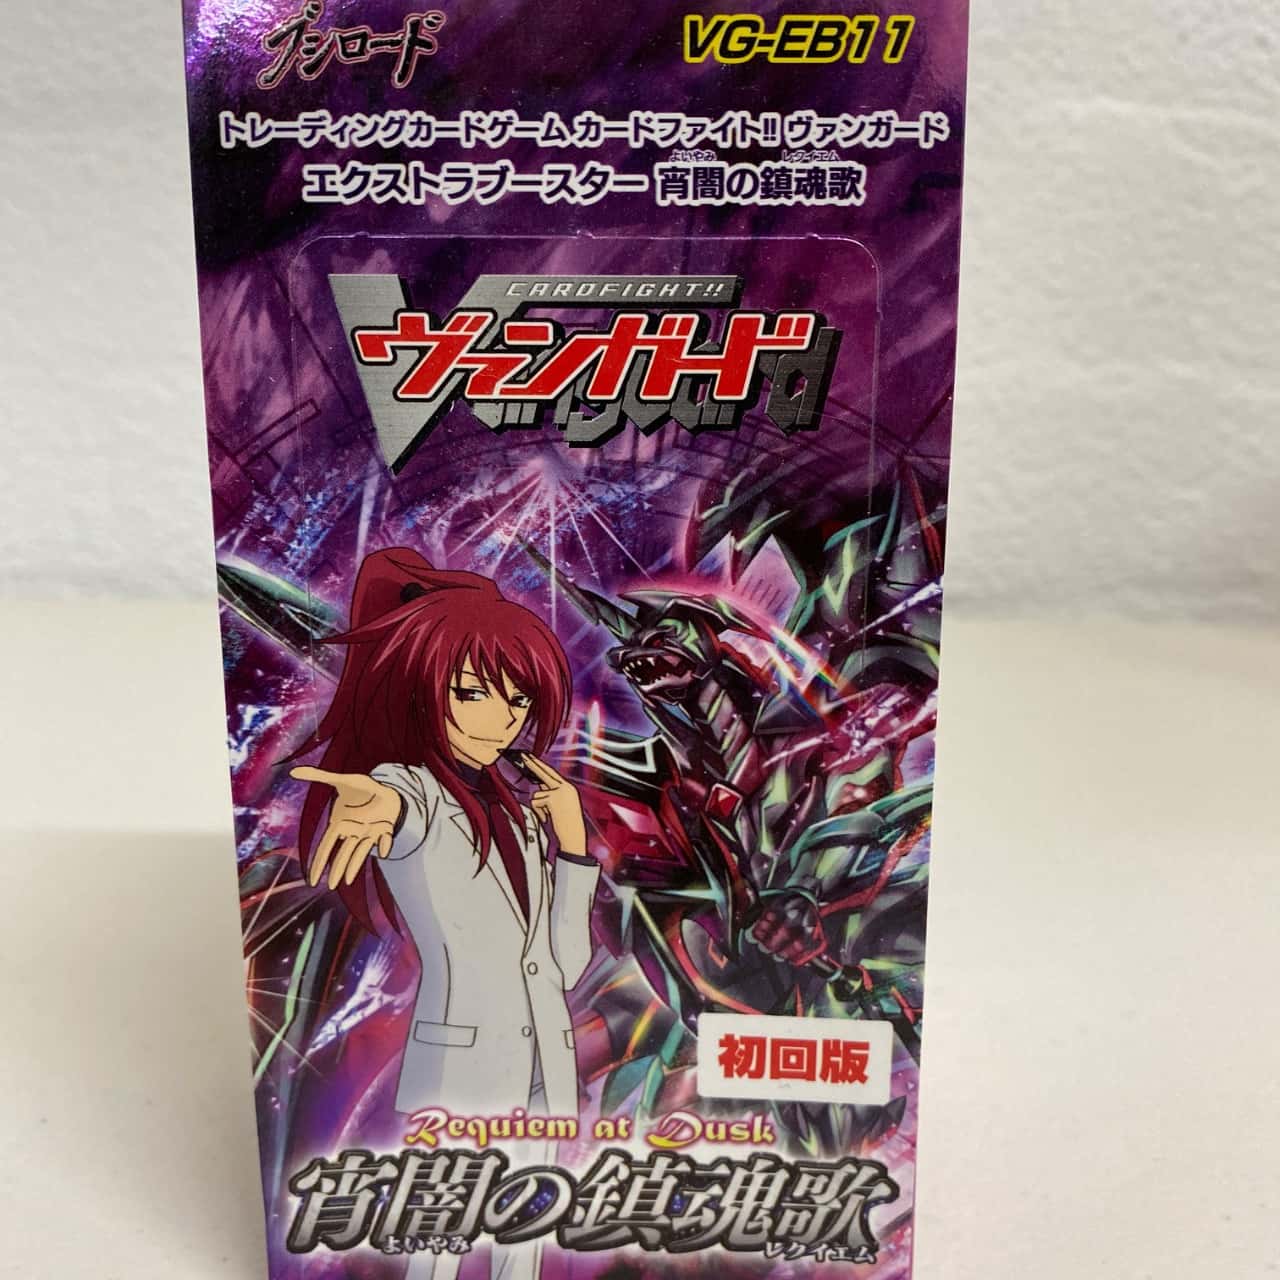 ブシロード
VG-EB11
トレーディングカードゲーム カードファイト!! ヴァンガード
よいやみ レクイエム
エクストラブースター 宵闇の鎮魂歌
CARDFIGHT!!
ヴァンガード
Vanguard
初回版
Requiem at Dusk
宵闇の鎮魂歌
よいやみ レクイエム